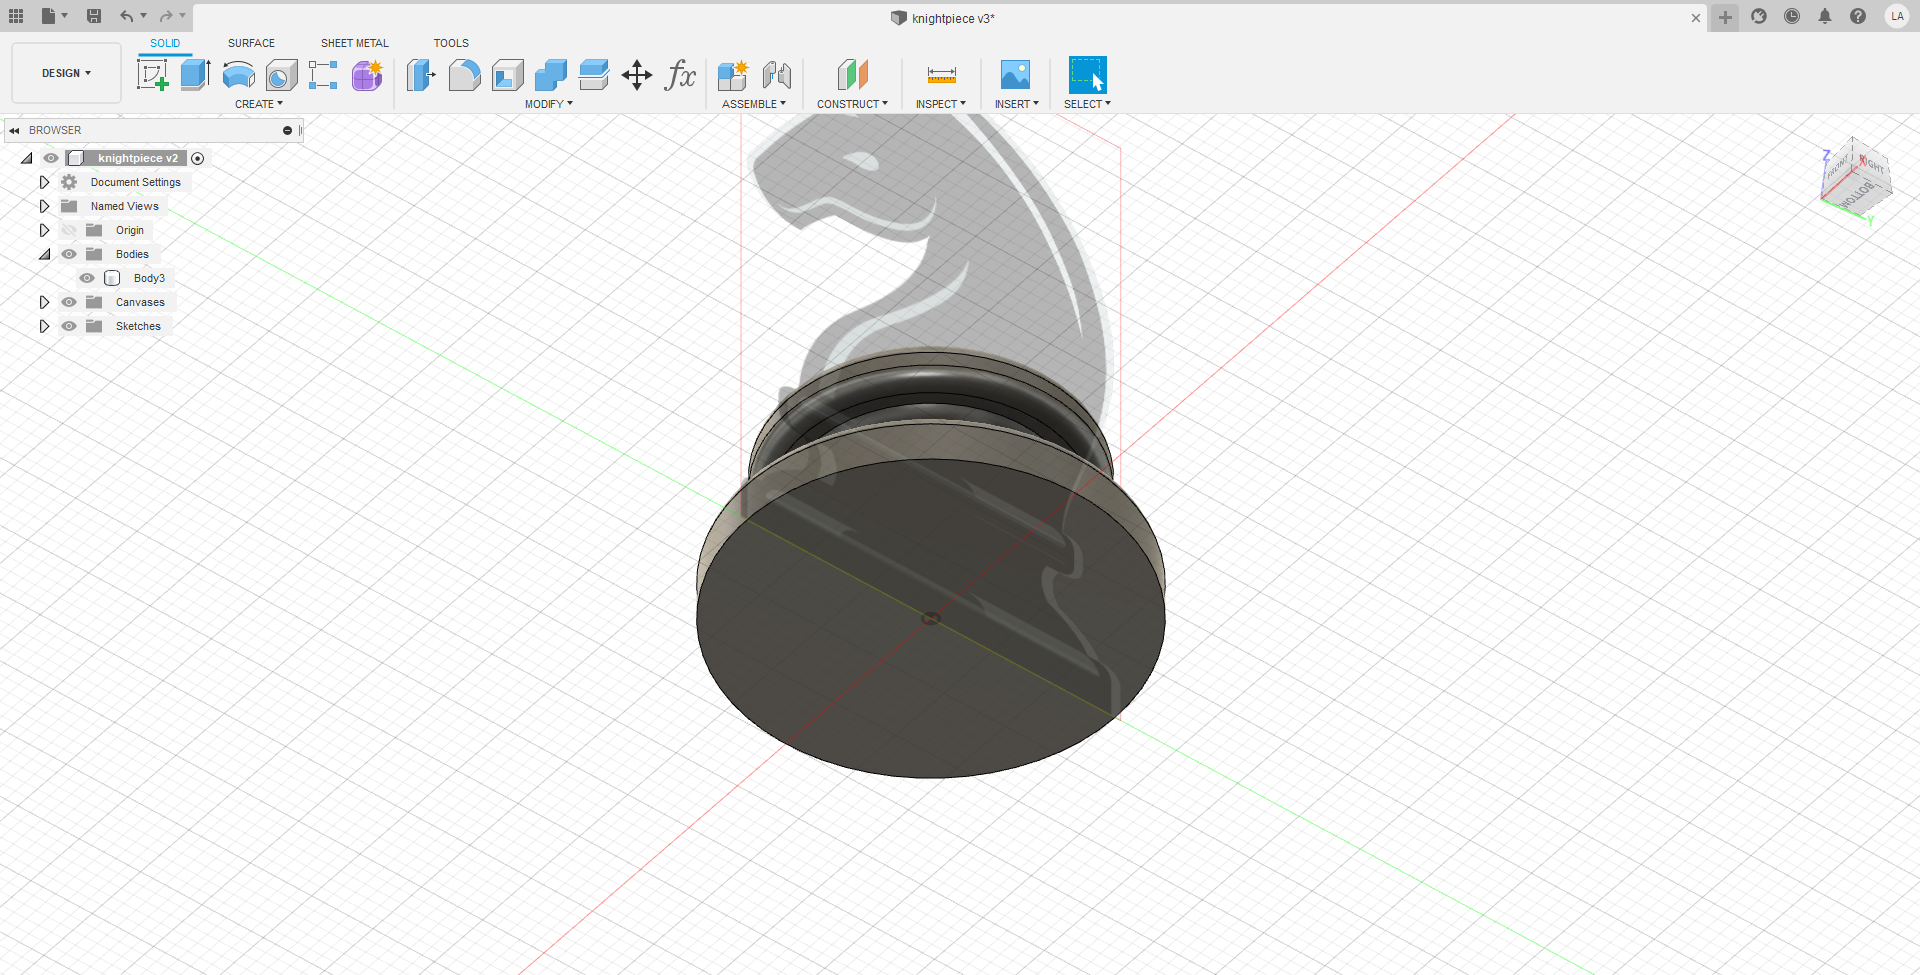 knightpiece v3*
LA
SOLID
SURFACE
SHEET METAL
TOOLS
DESIGN
fx
CREATE
MODIFY
ASSEMBLE
CONSTRUCT
INSPECT
INSERT
SELECT
BROWSER
knightpiece v2
Document Settings
Named Views
Origin
Bodies
Body3
Canvases
Sketches
Z
X
Y
FRONT
RIGHT
BOTTOM